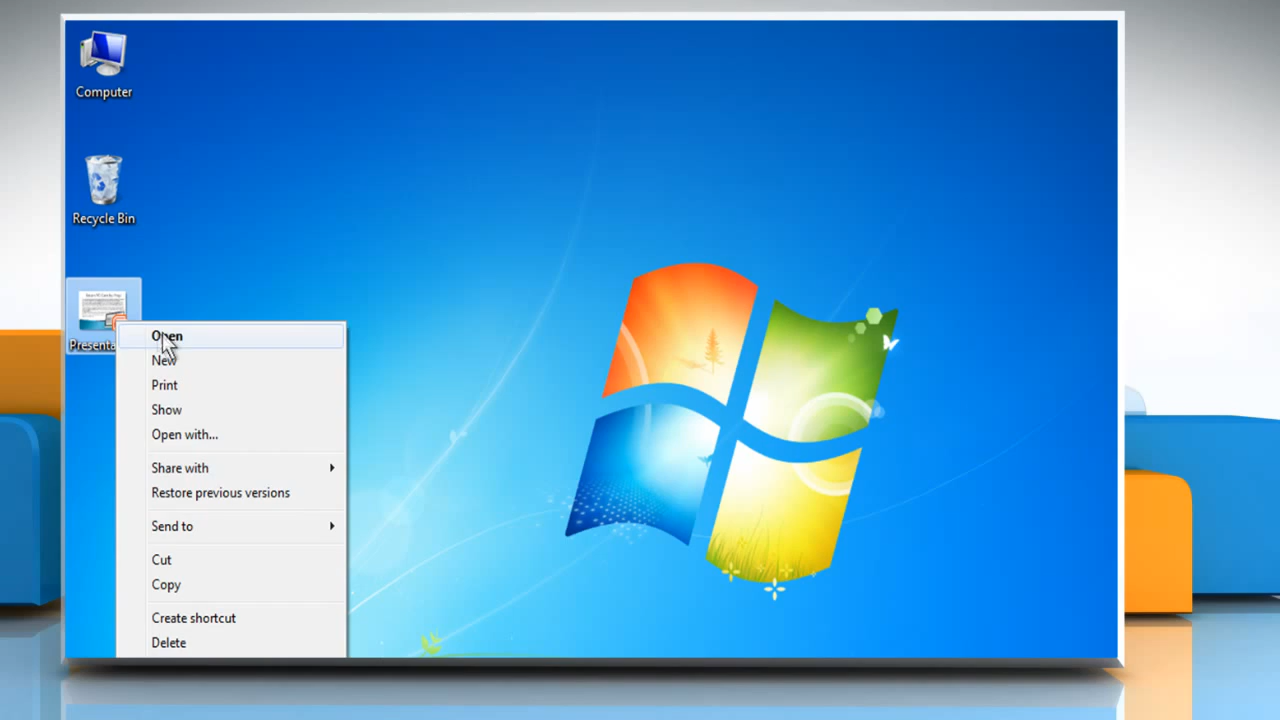 Computer
Recycle Bin
Presenta
Open
New
Print
Show
Open with...
Share with
Restore previous versions
Send to
Cut
Copy
Create shortcut
Delete